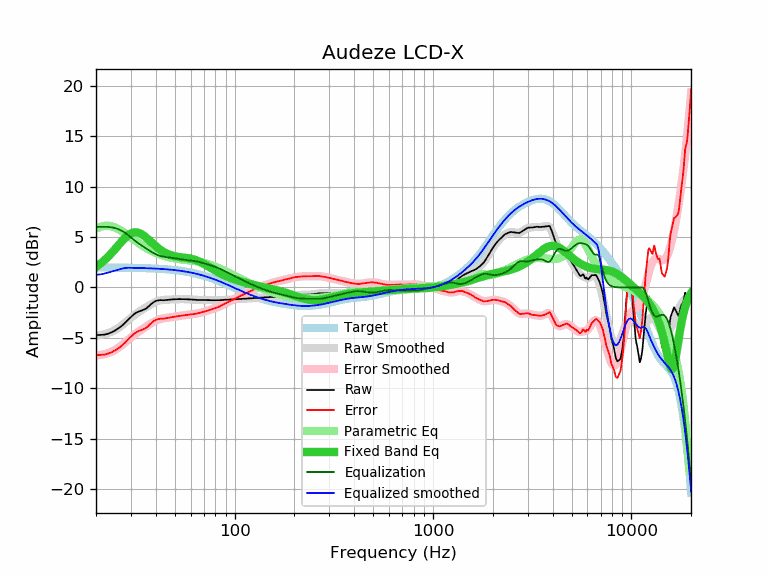 Audeze LCD-X
20
15
10
5
0
−5
−10
−15
−20
Amplitude (dBr)
Target
Raw Smoothed
Error Smoothed
Raw
Error
Parametric Eq
Fixed Band Eq
Equalization
Equalized smoothed
100
1000
10000
Frequency (Hz)